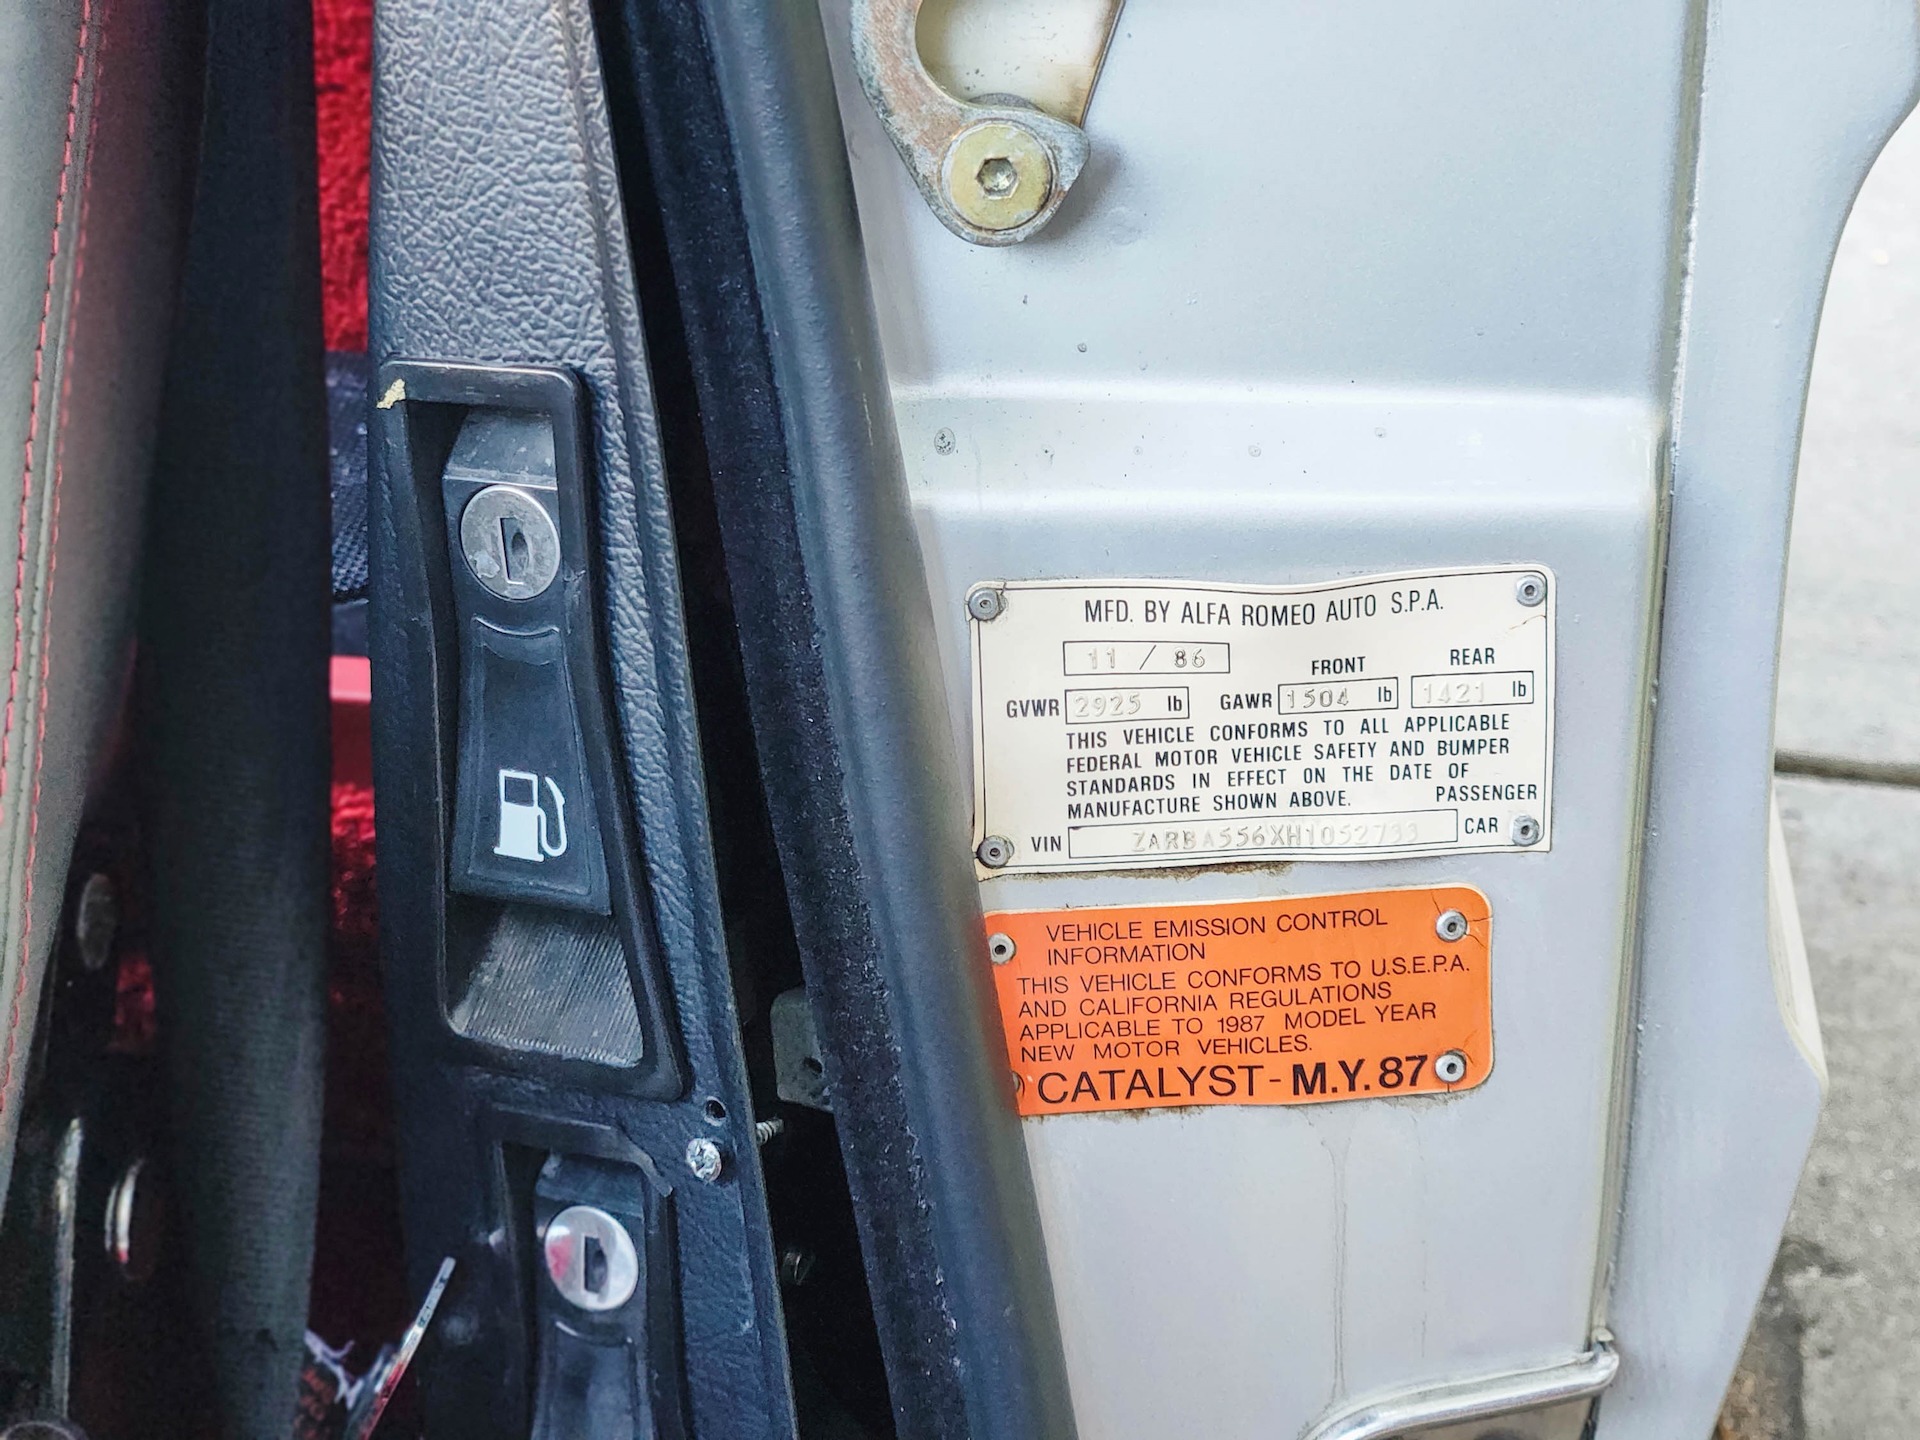 MFD. BY ALFA ROMEO AUTO S.P.A.
11 / 86
FRONT REAR
GVWR 2925 lb GAWR 1504 lb 1421 lb
THIS VEHICLE CONFORMS TO ALL APPLICABLE
FEDERAL MOTOR VEHICLE SAFETY AND BUMPER
STANDARDS IN EFFECT ON THE DATE OF
MANUFACTURE SHOWN ABOVE. PASSENGER
VIN ZARBA556XH1052733 CAR
VEHICLE EMISSION CONTROL
INFORMATION
THIS VEHICLE CONFORMS TO U.S.E.P.A.
AND CALIFORNIA REGULATIONS
APPLICABLE TO 1987 MODEL YEAR
NEW MOTOR VEHICLES.
CATALYST - M.Y. 87